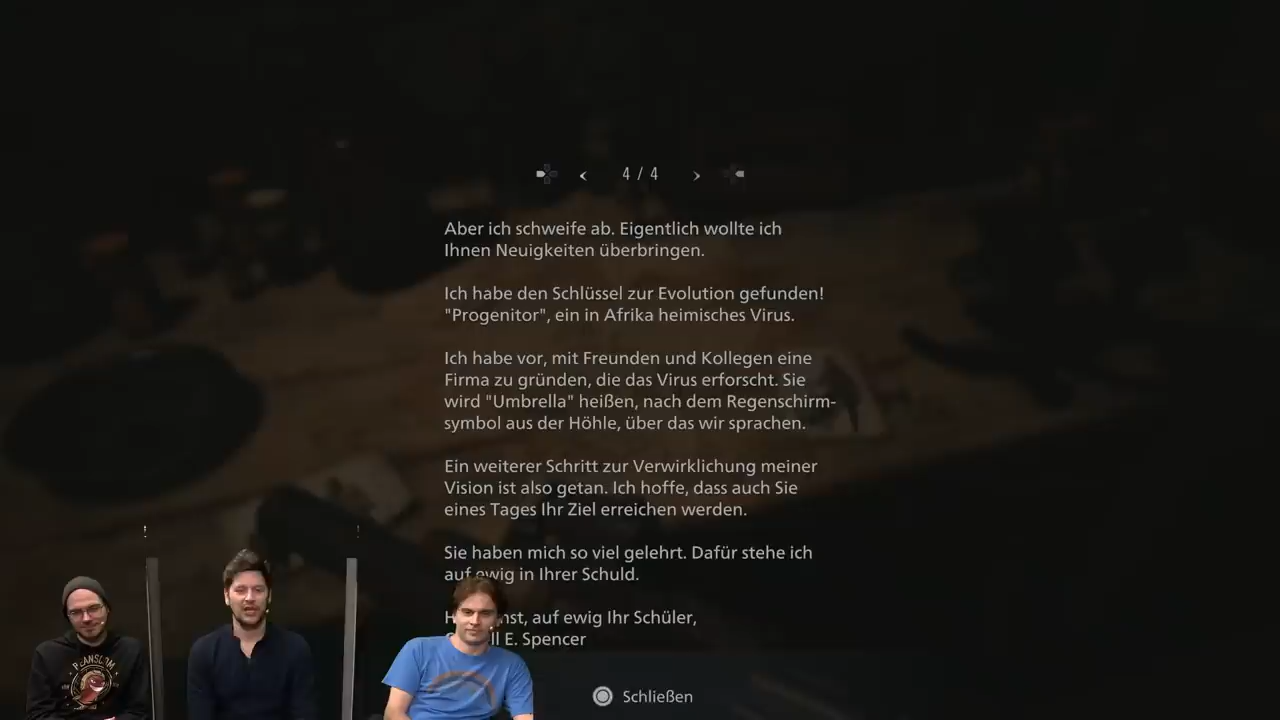 4 / 4
Aber ich schweife ab. Eigentlich wollte ich
Ihnen Neuigkeiten überbringen.
Ich habe den Schlüssel zur Evolution gefunden!
"Progenitor", ein in Afrika heimisches Virus.
Ich habe vor, mit Freunden und Kollegen eine
Firma zu gründen, die das Virus erforscht. Sie
wird "Umbrella" heißen, nach dem Regenschirm-
symbol aus der Höhle, über das wir sprachen.
Ein weiterer Schritt zur Verwirklichung meiner
Vision ist also getan. Ich hoffe, dass auch Sie
eines Tages Ihr Ziel erreichen werden.
Sie haben mich so viel gelehrt. Dafür stehe ich
auf ewig in Ihrer Schuld.
auf ewig Ihr Schüler,
E. Spencer
Schließen